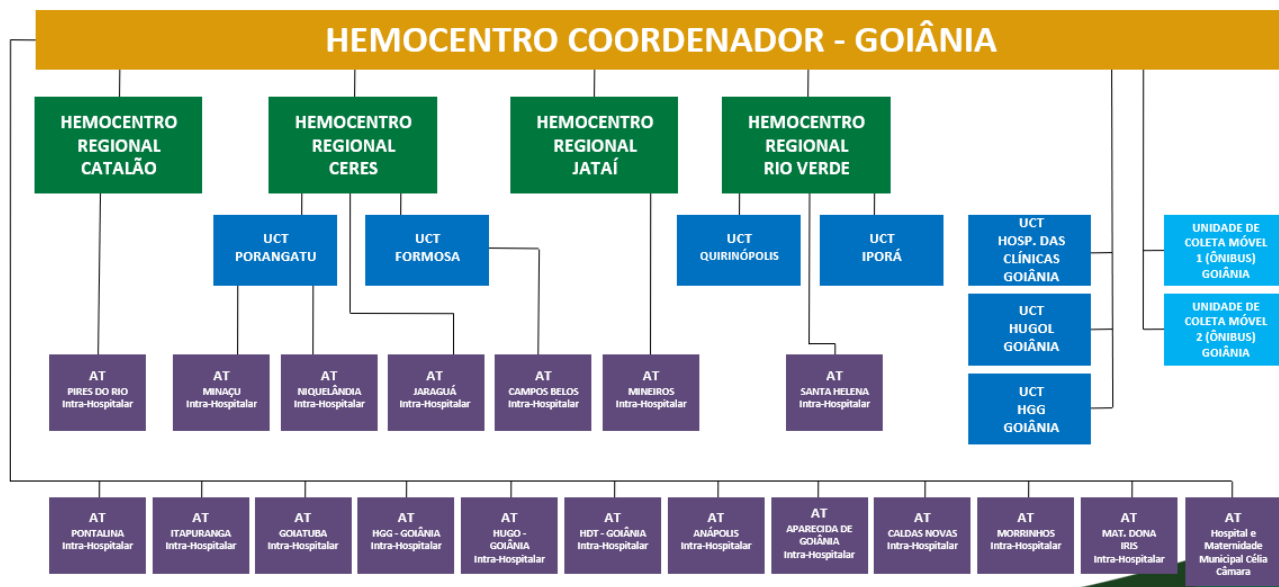 HEMOCENTRO COORDENADOR - GOIÂNIA
HEMOCENTRO
REGIONAL
CATALÃO
HEMOCENTRO
REGIONAL
CERES
HEMOCENTRO
REGIONAL
JATAÍ
HEMOCENTRO
REGIONAL
RIO VERDE
UCT
PORANGATU
UCT
FORMOSA
UCT
QUIRINÓPOLIS
UCT
IPORÁ
UCT
HOSP. DAS
CLÍNICAS
GOIÂNIA
UNIDADE DE
COLETA MÓVEL
1 (ÔNIBUS)
GOIÂNIA
UCT
HUGOL
GOIÂNIA
UNIDADE DE
COLETA MÓVEL
2 (ÔNIBUS)
GOIÂNIA
UCT
HGG
GOIÂNIA
AT
PIRES DO RIO
Intra-Hospitalar
AT
MINAÇU
Intra-Hospitalar
AT
NIQUELÂNDIA
Intra-Hospitalar
AT
JARAGUÁ
Intra-Hospitalar
AT
CAMPOS BELOS
Intra-Hospitalar
AT
MINEIROS
Intra-Hospitalar
AT
SANTA HELENA
Intra-Hospitalar
AT
PONTALINA
Intra-Hospitalar
AT
ITAPURANGA
Intra-Hospitalar
AT
GOIATUBA
Intra-Hospitalar
AT
HGG - GOIÂNIA
Intra-Hospitalar
AT
HUGO -
GOIÂNIA
Intra-Hospitalar
AT
HDT - GOIÂNIA
Intra-Hospitalar
AT
ANÁPOLIS
Intra-Hospitalar
AT
APARECIDA DE
GOIÂNIA
Intra-Hospitalar
AT
CALDAS NOVAS
Intra-Hospitalar
AT
MORRINHOS
Intra-Hospitalar
AT
MAT. DONA
IRIS
Intra-Hospitalar
AT
Hospital e
Maternidade
Municipal Célia
Câmara